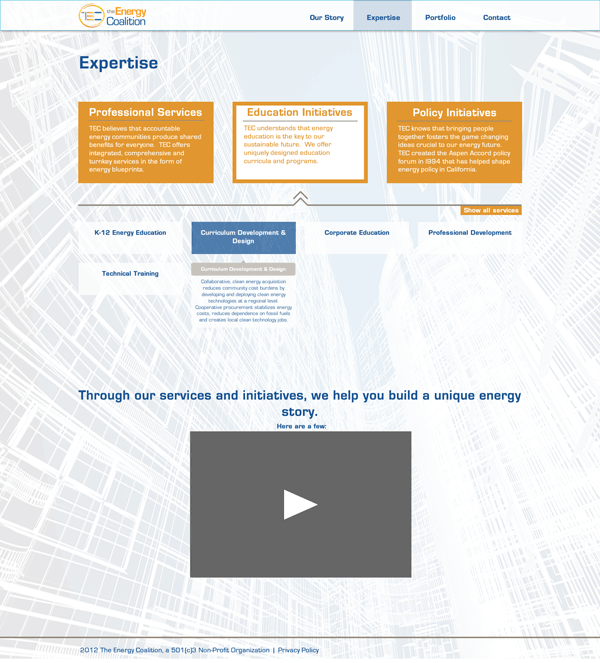 the Energy
Coalition
Our Story
Expertise
Portfolio
Contact
Expertise
Professional Services
TEC believes that accountable
energy communities produce shared
benefits for everyone. TEC offers
integrated, comprehensive and
turnkey services in the form of
energy blueprints.
Education Initiatives
TEC understands that energy
education is the key to our
sustainable future. We offer
uniquely designed education
curricula and programs.
Policy Initiatives
TEC knows that bringing people
together fosters the game changing
ideas crucial to our energy future.
TEC created the Aspen Accord policy
forum in 1994 that has helped shape
energy policy in California.
Show all services
K-12 Energy Education
Curriculum Development &
Design
Corporate Education
Professional Development
Technical Training
Curriculum Development & Design
Collaborative, clean energy acquisition
reduces community cost burdens by
developing and deploying clean energy
technologies at a regional level.
Cooperative procurement stabilizes energy
costs, reduces dependence on fossil fuels
and creates local clean technology jobs.
Through our services and initiatives, we help you build a unique energy
story.
Here are a few:
2012 The Energy Coalition, a 501(c)3 Non-Profit Organization | Privacy Policy